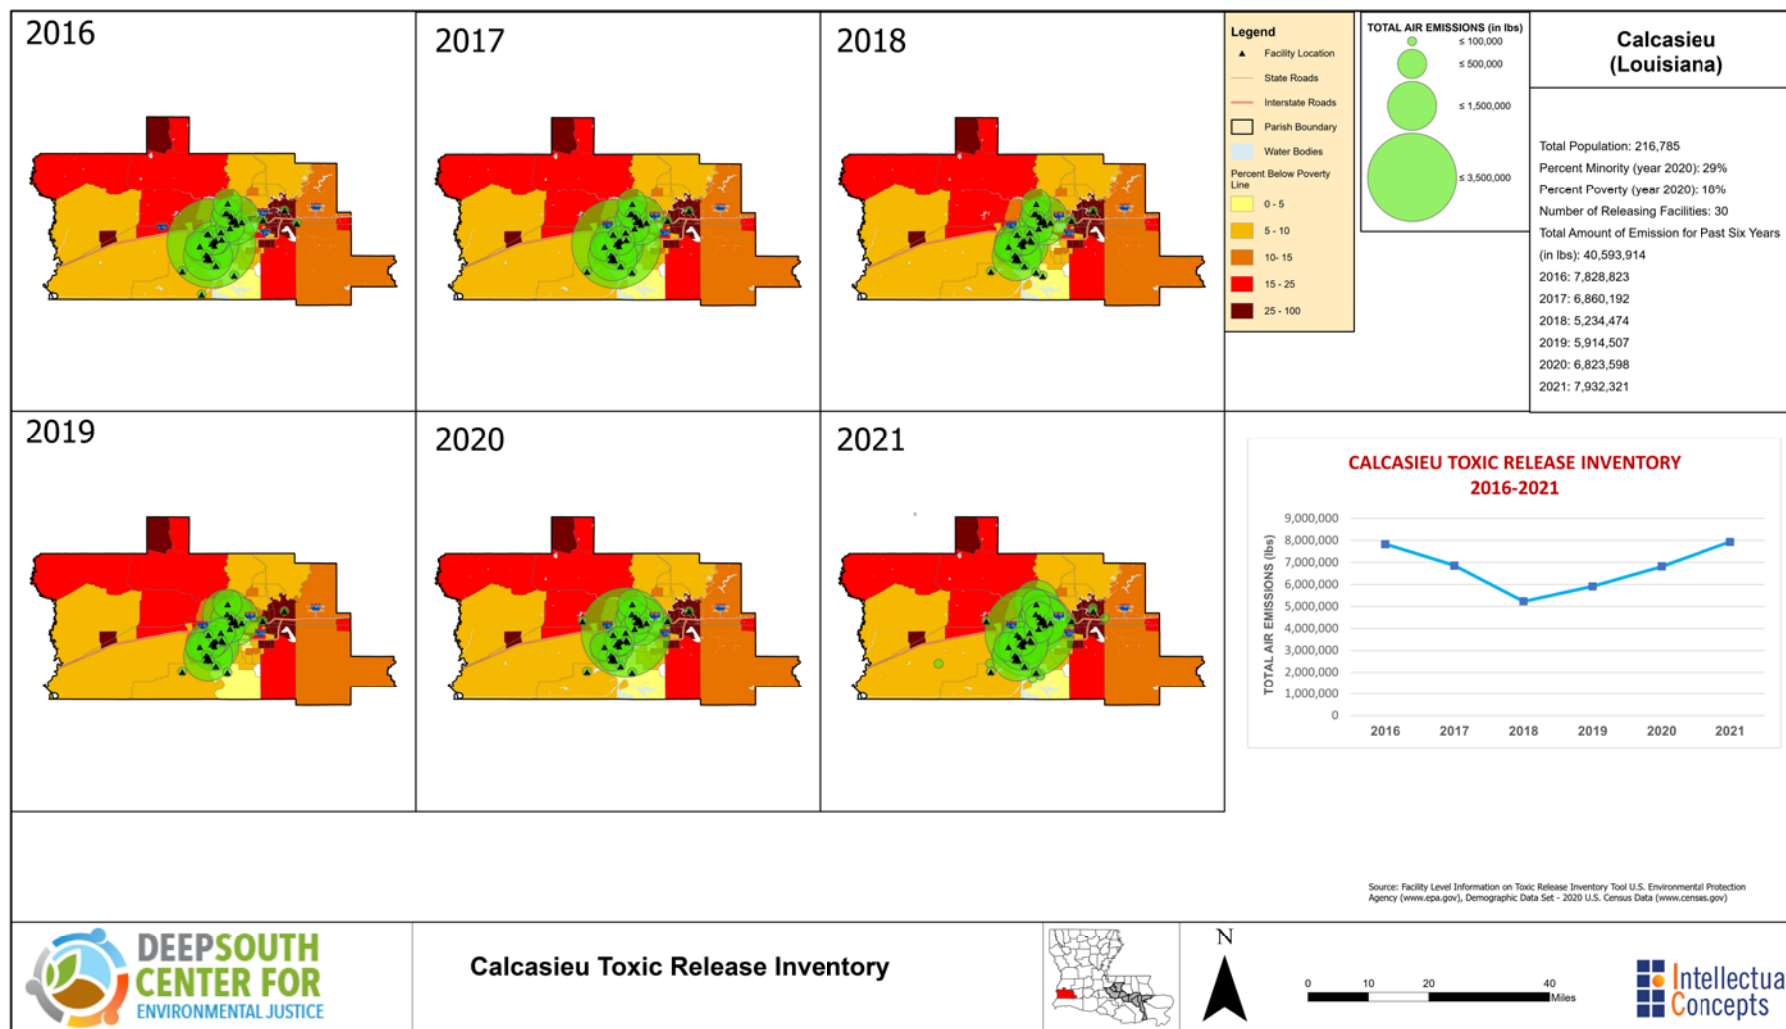 2016
2017
2018
Legend
Facility Location
State Roads
Interstate Roads
Parish Boundary
Water Bodies
Percent Below Poverty
Line
0 - 5
5 - 10
10- 15
15 - 25
25 - 100
TOTAL AIR EMISSIONS (in lbs)
≤ 100,000
≤ 500,000
≤ 1,500,000
≤ 3,500,000
Calcasieu
(Louisiana)
Total Population: 216,785
Percent Minority (year 2020): 29%
Percent Poverty (year 2020): 18%
Number of Releasing Facilities: 30
Total Amount of Emission for Past Six Years
(in lbs): 40,593,914
2016: 7,828,823
2017: 6,860,192
2018: 5,234,474
2019: 5,914,507
2020: 6,823,598
2021: 7,932,321
2019
2020
2021
CALCASIEU TOXIC RELEASE INVENTORY
2016-2021
TOTAL AIR EMISSIONS (lbs)
9,000,000
8,000,000
7,000,000
6,000,000
5,000,000
4,000,000
3,000,000
2,000,000
1,000,000
0
2016 2017 2018 2019 2020 2021
Source: Facility Level Information on Toxic Release Inventory Tool U.S. Environmental Protection
Agency (www.epa.gov), Demographic Data Set - 2020 U.S. Census Data (www.census.gov)
DEEPSOUTH
CENTER FOR
ENVIRONMENTAL JUSTICE
Calcasieu Toxic Release Inventory
N
0 10 20 40
Miles
Intellectua
Concepts